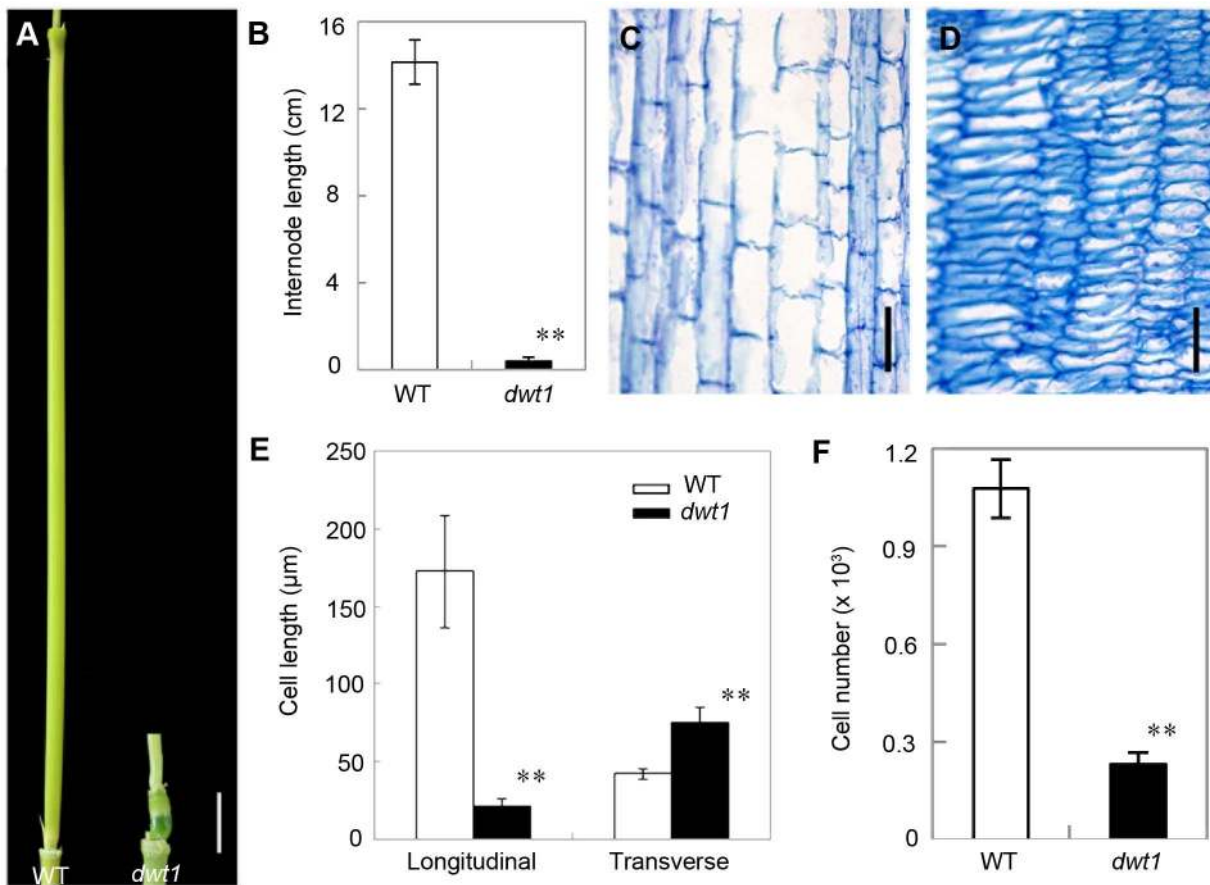 A
WT
dwt1
B
Internode length (cm)
16
12
8
4
0
**
WT
dwt1
C
D
E
Cell length (μm)
250
200
150
100
50
0
WT
dwt1
**
**
Longitudinal
Transverse
F
Cell number (x 10³)
1.2
0.9
0.6
0.3
0
**
WT
dwt1